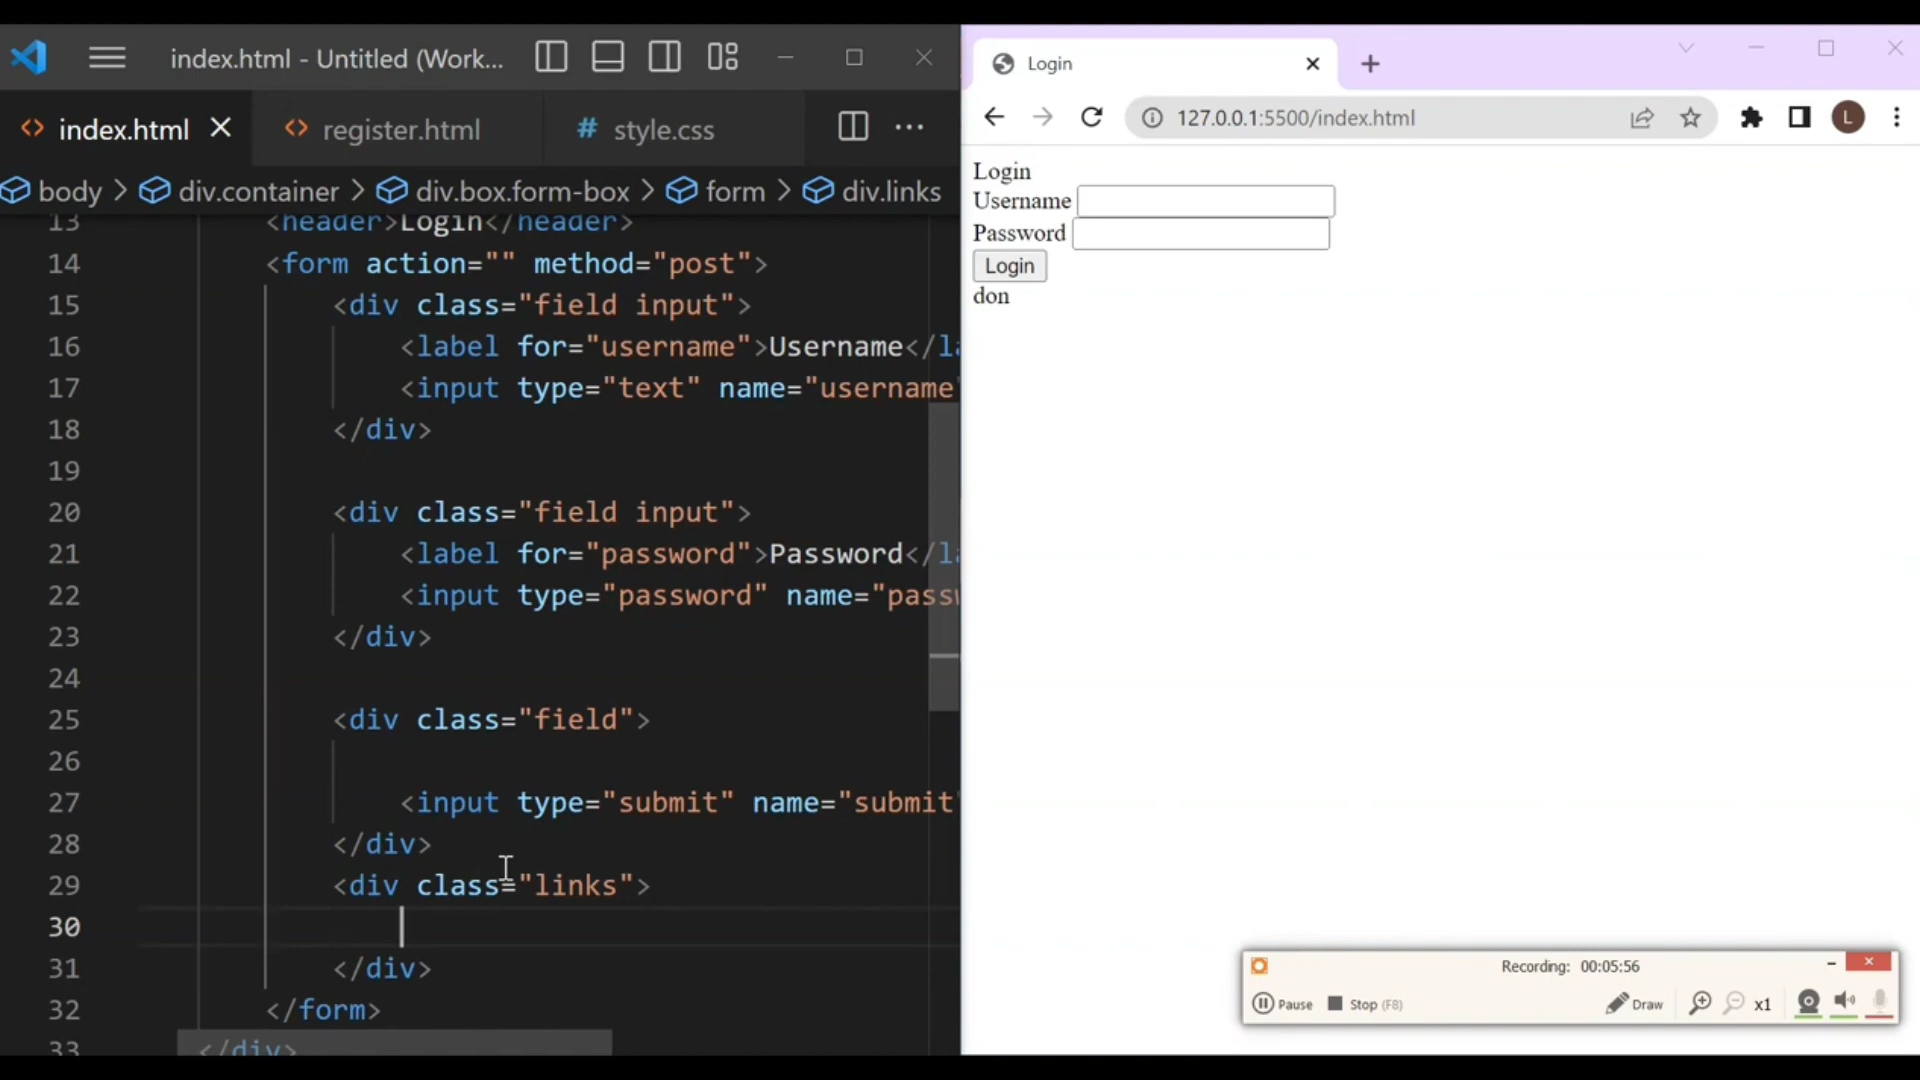 index.html - Untitled (Work...
index.html
register.html
# style.css
body > div.container > div.box.form-box > form > div.links
13 <header>Login</header>
14 <form action="" method="post">
15 <div class="field input">
16 <label for="username">Username</la
17 <input type="text" name="username"
18 </div>
19
20 <div class="field input">
21 <label for="password">Password</la
22 <input type="password" name="passw
23 </div>
24
25 <div class="field">
26
27 <input type="submit" name="submit"
28 </div>
29 <div class="links">
30
31 </div>
32 </form>
33 </div>
Login
127.0.0.1:5500/index.html
L
Login
Username
Password
Login
don
Recording: 00:05:56
Pause
Stop (F8)
Draw
x1